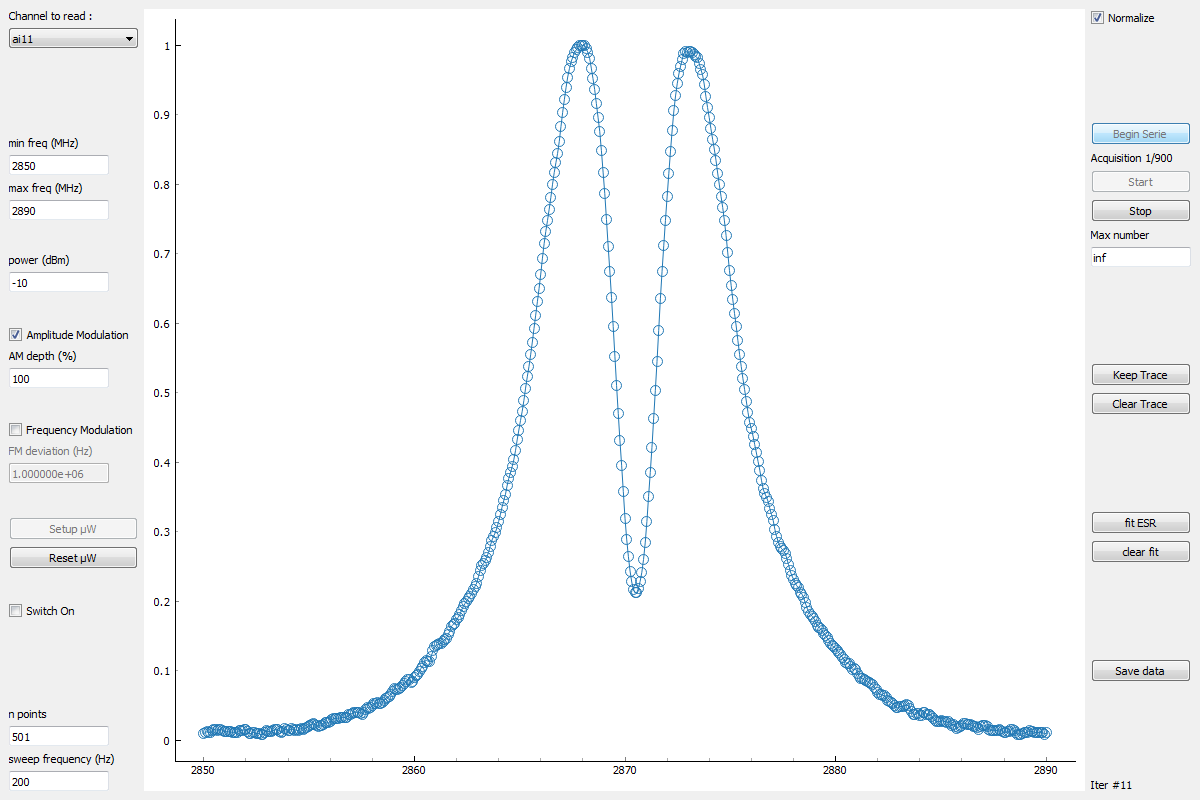 Channel to read :
ai11
min freq (MHz)
2850
max freq (MHz)
2890
power (dBm)
-10
Amplitude Modulation
AM depth (%)
100
Frequency Modulation
FM deviation (Hz)
1.000000e+06
Setup µW
Reset µW
Switch On
n points
501
sweep frequency (Hz)
200
1
0.9
0.8
0.7
0.6
0.5
0.4
0.3
0.2
0.1
0
2850
2860
2870
2880
2890
Normalize
Begin Serie
Acquisition 1/900
Start
Stop
Max number
inf
Keep Trace
Clear Trace
fit ESR
clear fit
Save data
Iter #11